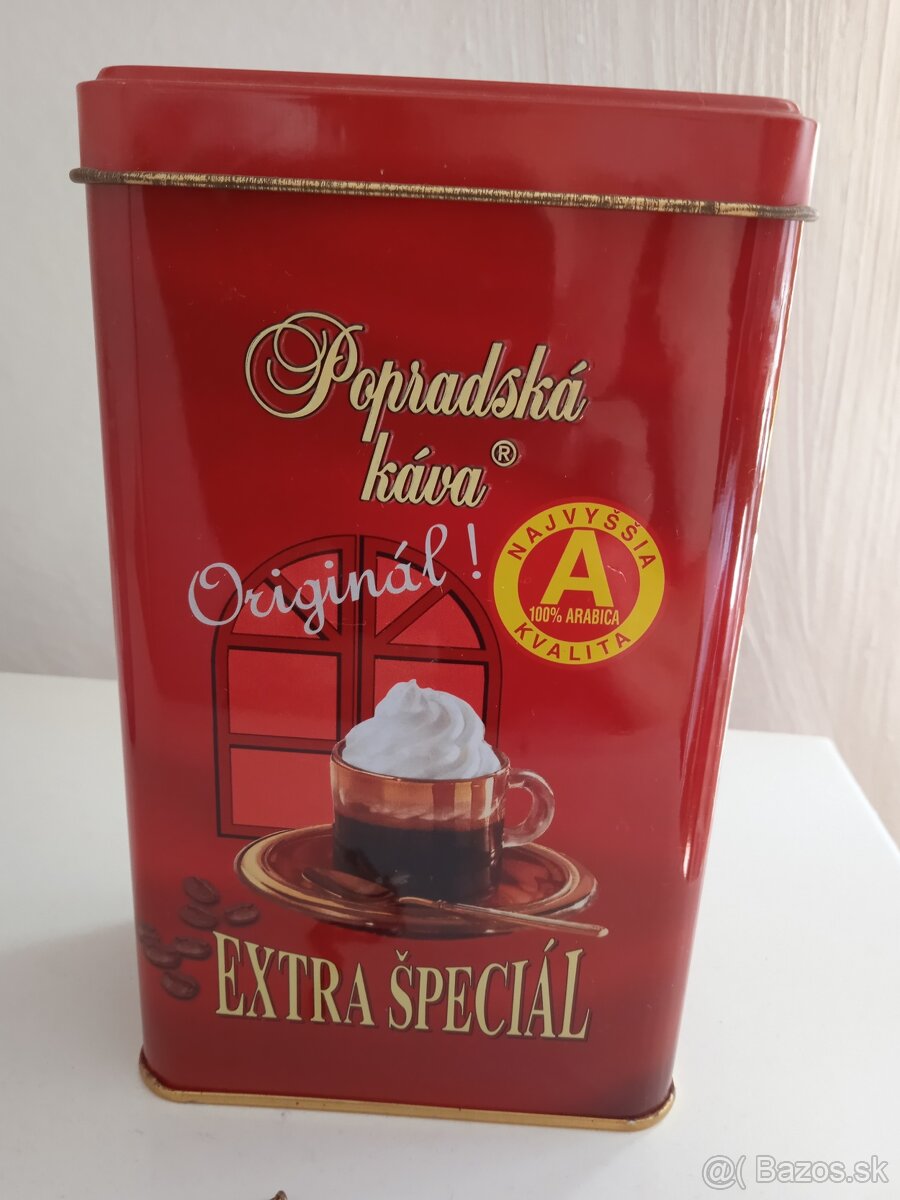 Popradská
káva®
Originál!
NAJVYŠŠIA
A
100% ARABICA
KVALITA
EXTRA ŠPECIÁL
@( Bazos.sk